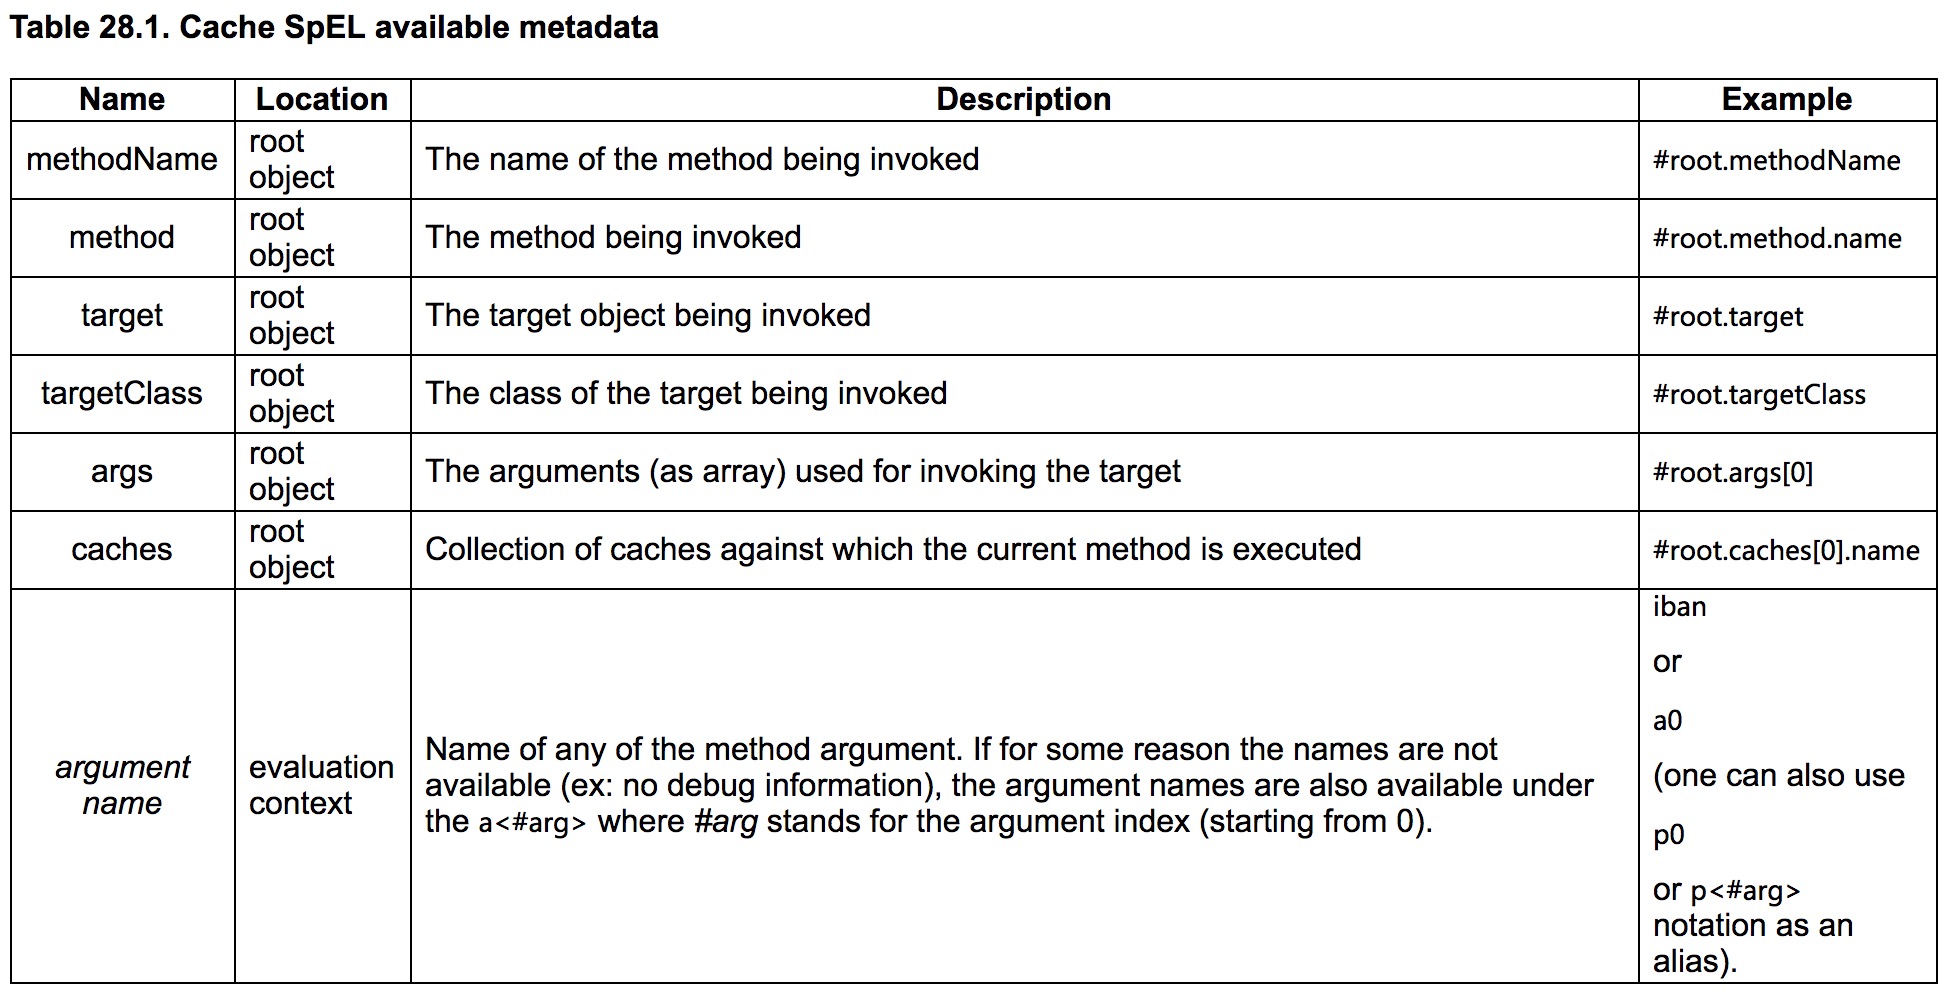 Table 28.1. Cache SpEL available metadata
Name Location Description Example
methodName root object The name of the method being invoked #root.methodName
method root object The method being invoked #root.method.name
target root object The target object being invoked #root.target
targetClass root object The class of the target being invoked #root.targetClass
args root object The arguments (as array) used for invoking the target #root.args[0]
caches root object Collection of caches against which the current method is executed #root.caches[0].name
argument
name
evaluation
context
Name of any of the method argument. If for some reason the names are not
available (ex: no debug information), the argument names are also available under
the a<#arg> where #arg stands for the argument index (starting from 0).
iban
or
a0
(one can also use
p0
or p<#arg>
notation as an
alias).